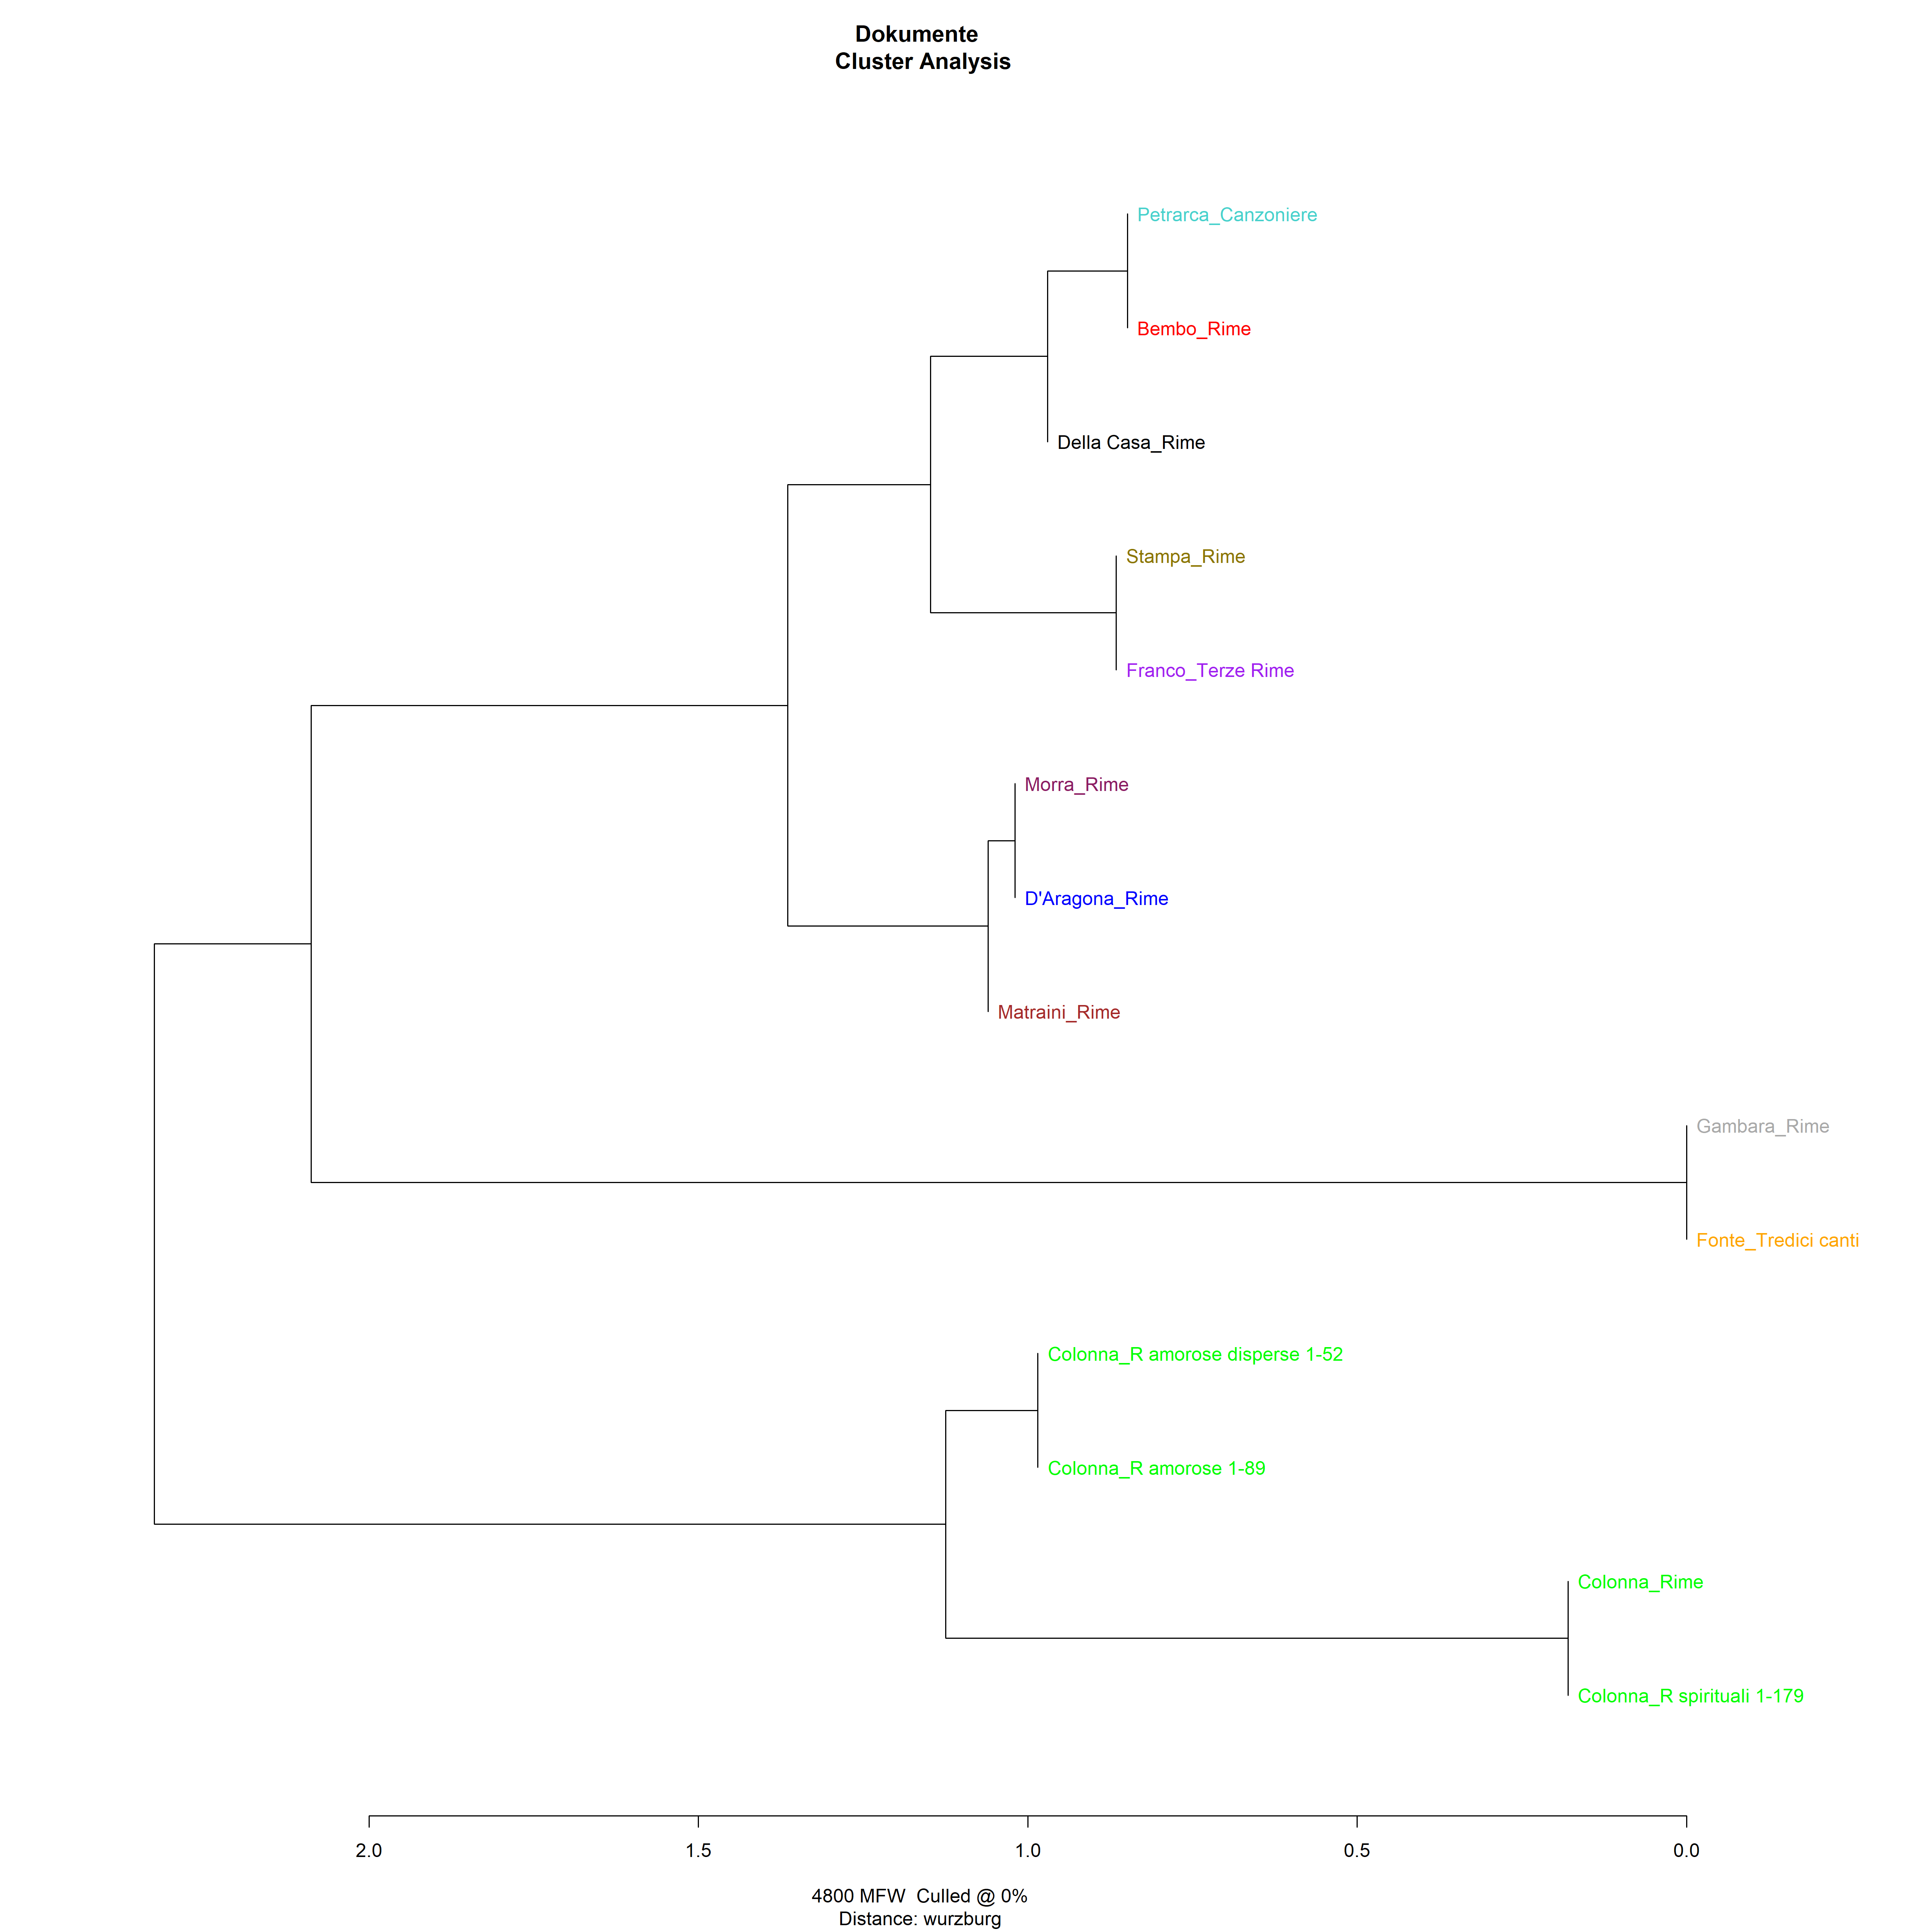 Dokumente
Cluster Analysis
Petrarca_Canzoniere
Bembo_Rime
Della Casa_Rime
Stampa_Rime
Franco_Terze Rime
Morra_Rime
D'Aragona_Rime
Matraini_Rime
Gambara_Rime
Fonte_Tredici canti
Colonna_R amorose disperse 1-52
Colonna_R amorose 1-89
Colonna_Rime
Colonna_R spirituali 1-179
2.0 1.5 1.0 0.5 0.0
4800 MFW  Culled @ 0%
Distance: wurzburg